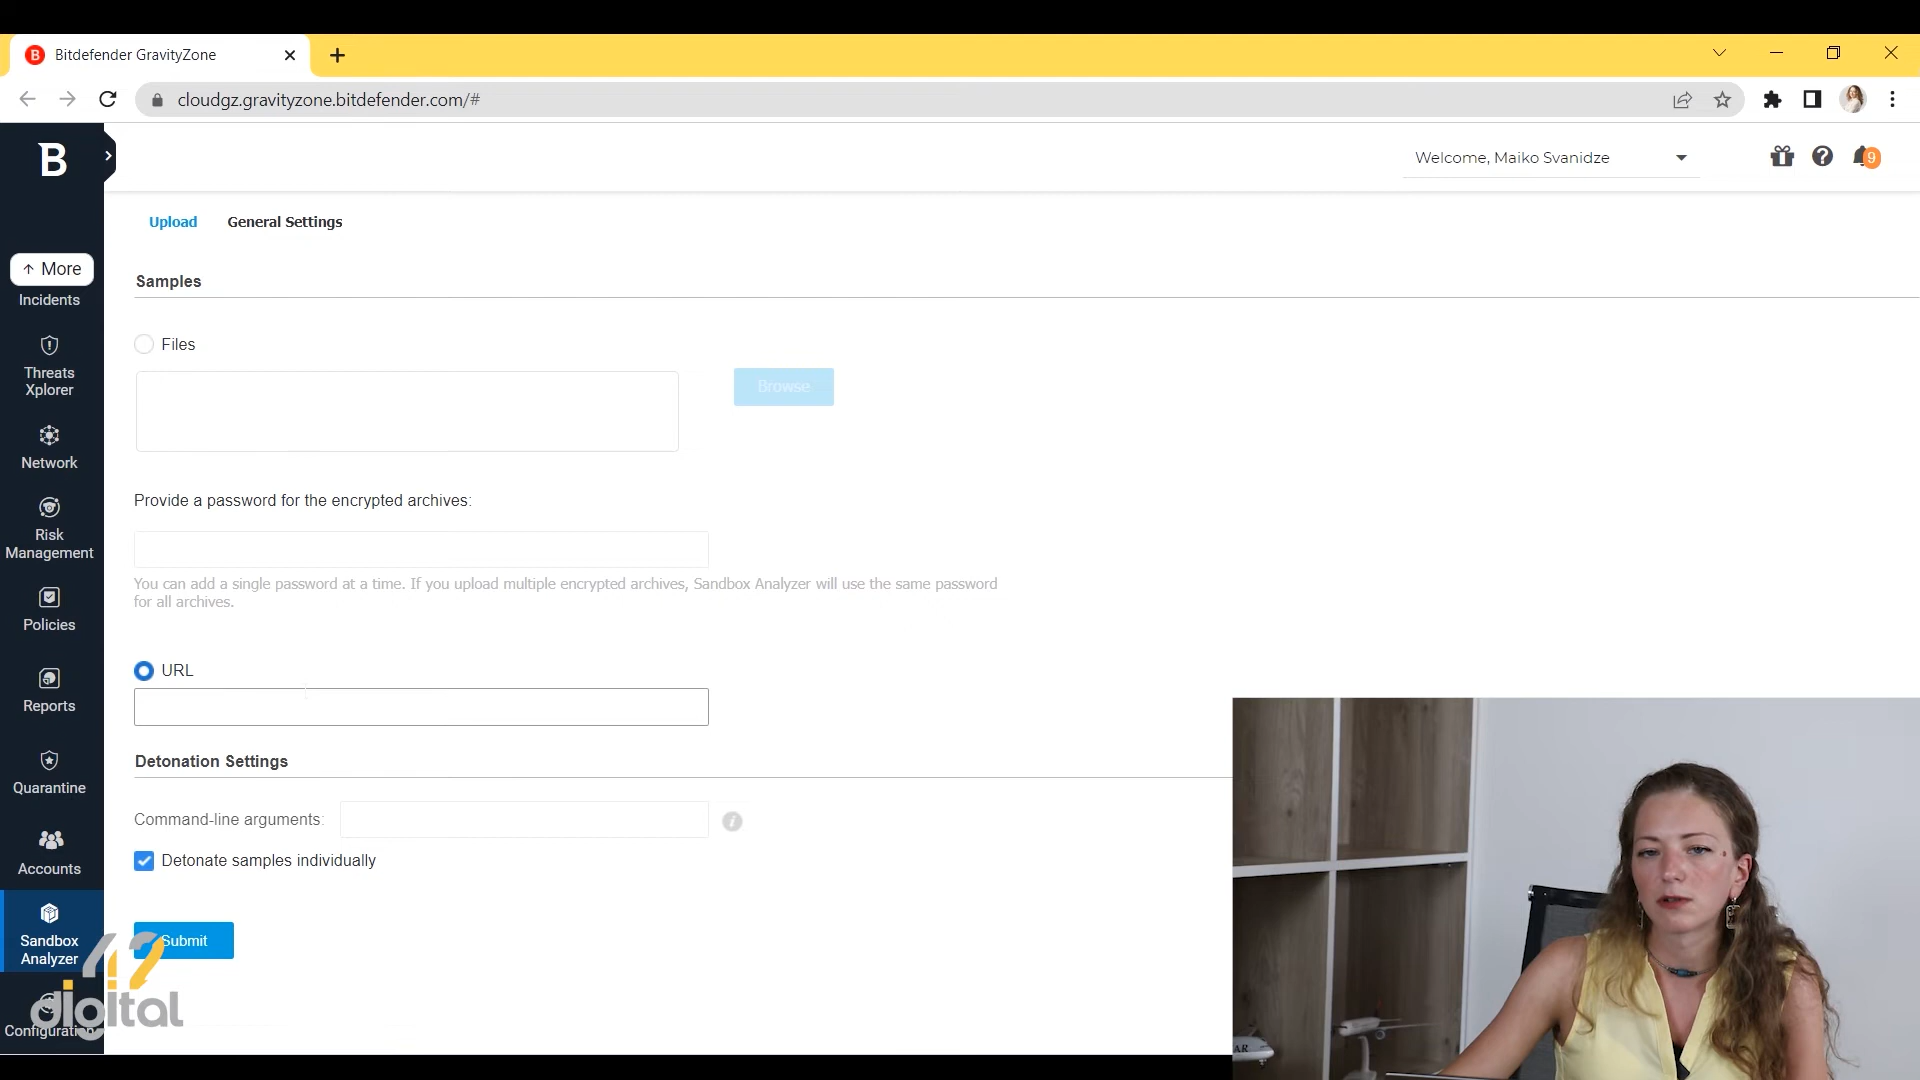 Bitdefender GravityZone
cloudgz.gravityzone.bitdefender.com/#
B
Welcome, Maiko Svanidze
9
Upload General Settings
More
Incidents
Threats
Xplorer
Network
Risk
Management
Policies
Reports
Quarantine
Accounts
Sandbox
Analyzer
Configuration
Samples
Files
Browse
Provide a password for the encrypted archives:
You can add a single password at a time. If you upload multiple encrypted archives, Sandbox Analyzer will use the same password
for all archives.
URL
Detonation Settings
Command-line arguments:
Detonate samples individually
Submit
42
digital
AR